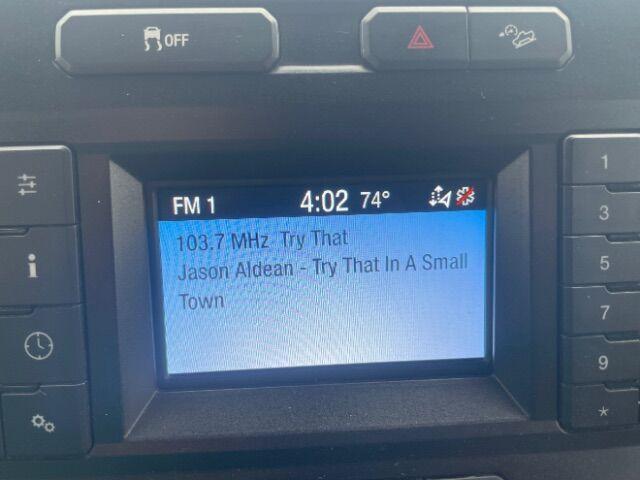 OFF
FM 1 4:02 74°
103.7 MHz Try That
Jason Aldean - Try That In A Small
Town
i
1
3
5
7
9
*